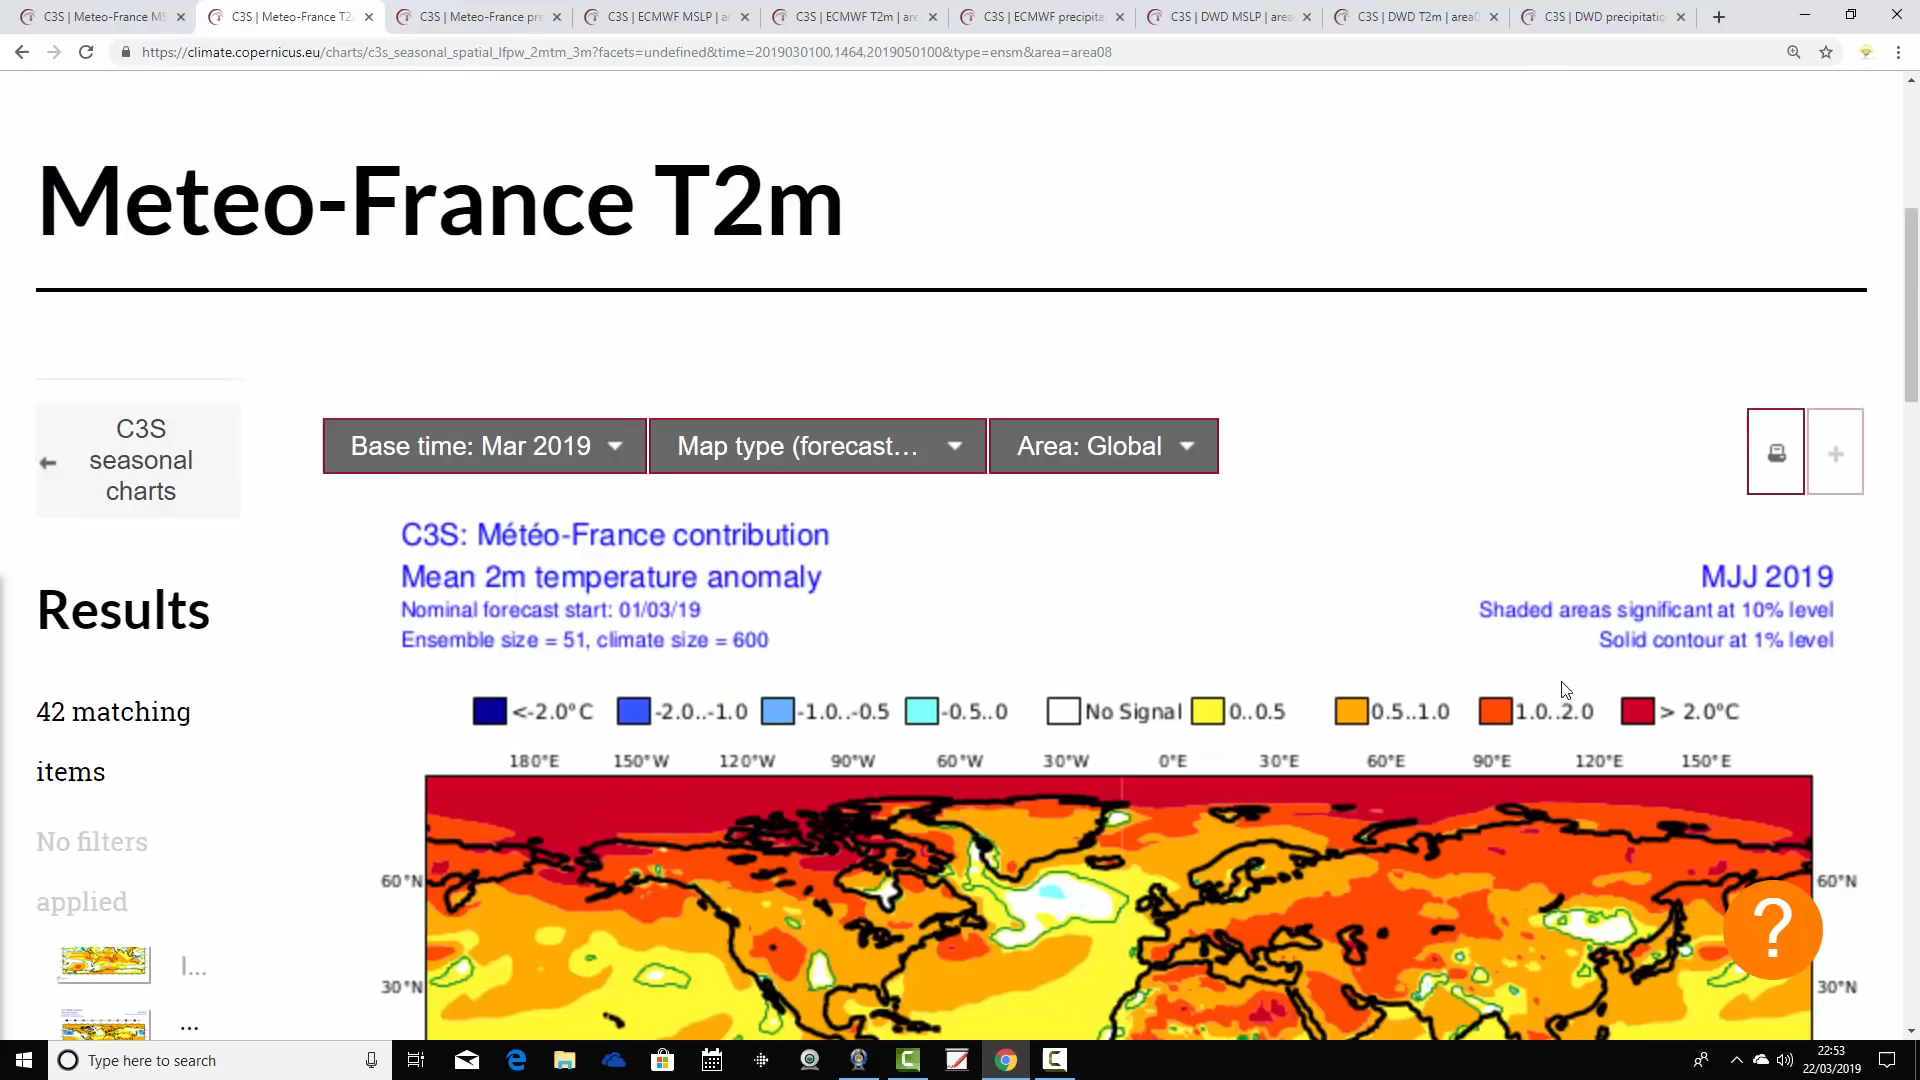 C3S | Meteo-France MS
C3S | Meteo-France T2
C3S | Meteo-France pre
C3S | ECMWF MSLP | ar
C3S | ECMWF T2m | are
C3S | ECMWF precipita
C3S | DWD MSLP | area
C3S | DWD T2m | area0
C3S | DWD precipitatio
https://climate.copernicus.eu/charts/c3s_seasonal_spatial_lfpw_2mtm_3m?facets=undefined&time=2019030100,1464,2019050100&type=ensm&area=area08
Meteo-France T2m
C3S
seasonal
charts
Base time: Mar 2019
Map type (forecast...
Area: Global
C3S: Météo-France contribution
Mean 2m temperature anomaly
Nominal forecast start: 01/03/19
Ensemble size = 51, climate size = 600
MJJ 2019
Shaded areas significant at 10% level
Solid contour at 1% level
Results
42 matching
items
No filters
applied
I...
...
<-2.0°C -2.0..-1.0 -1.0..-0.5 -0.5..0 No Signal 0..0.5 0.5..1.0 1.0..2.0 > 2.0°C
180°E 150°W 120°W 90°W 60°W 30°W 0°E 30°E 60°E 90°E 120°E 150°E
60°N 60°N
30°N 30°N
?
Type here to search
22:53
22/03/2019